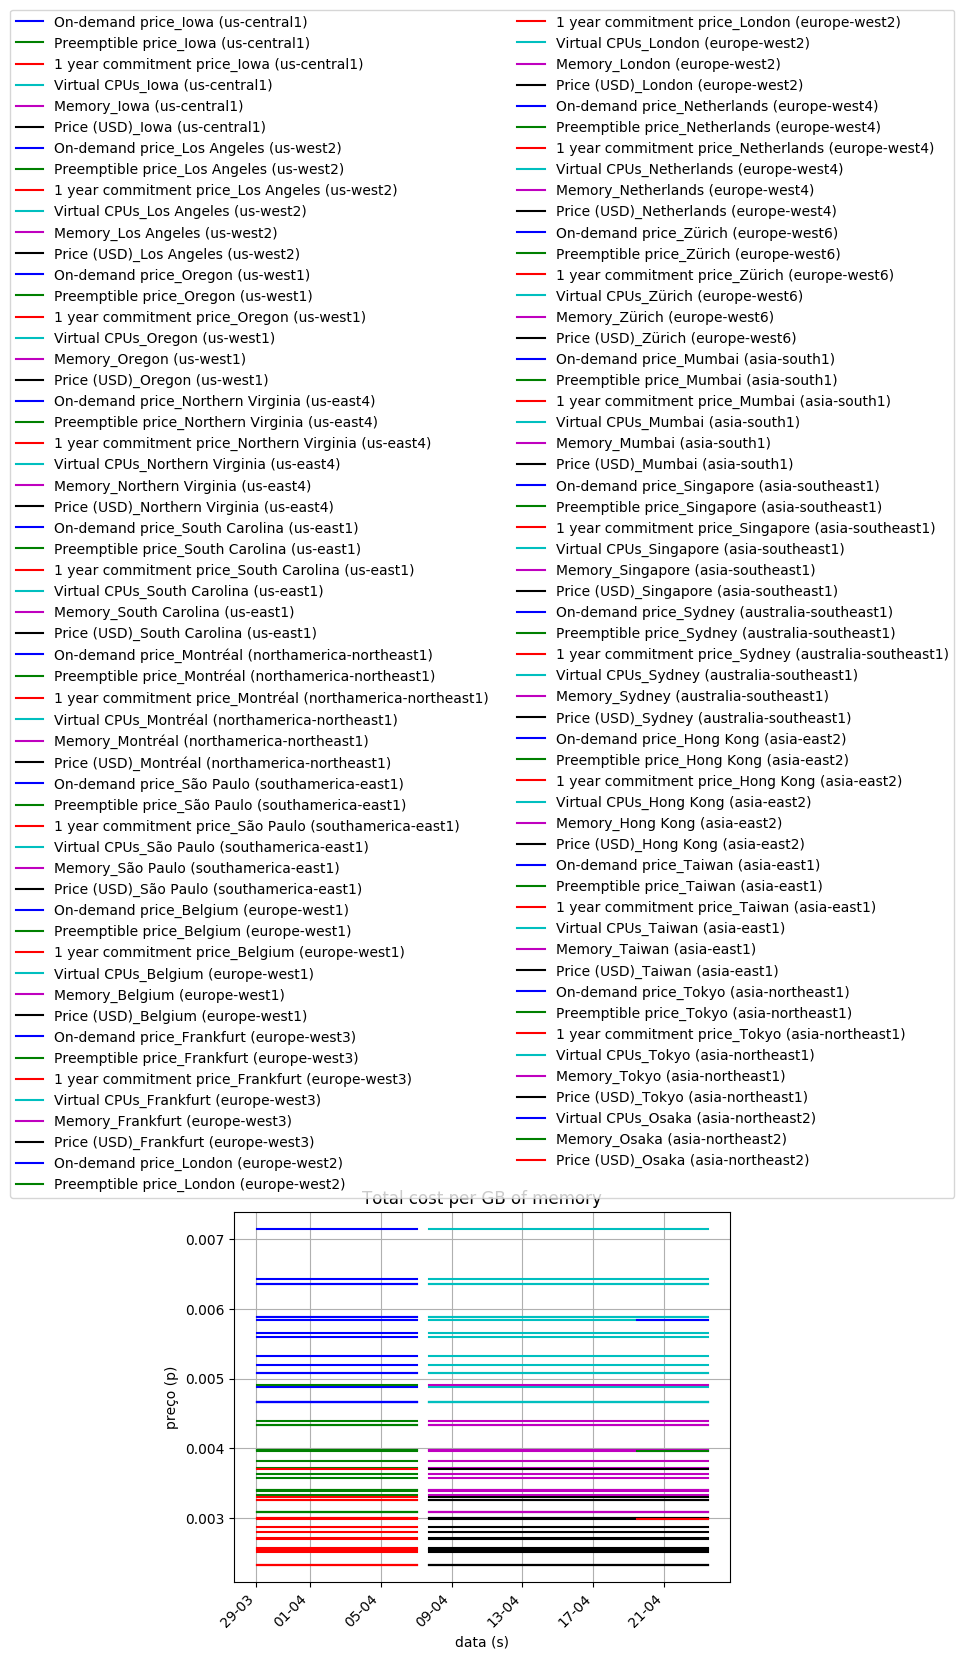 On-demand price_Iowa (us-central1)
Preemptible price_Iowa (us-central1)
1 year commitment price_Iowa (us-central1)
Virtual CPUs_Iowa (us-central1)
Memory_Iowa (us-central1)
Price (USD)_Iowa (us-central1)
On-demand price_Los Angeles (us-west2)
Preemptible price_Los Angeles (us-west2)
1 year commitment price_Los Angeles (us-west2)
Virtual CPUs_Los Angeles (us-west2)
Memory_Los Angeles (us-west2)
Price (USD)_Los Angeles (us-west2)
On-demand price_Oregon (us-west1)
Preemptible price_Oregon (us-west1)
1 year commitment price_Oregon (us-west1)
Virtual CPUs_Oregon (us-west1)
Memory_Oregon (us-west1)
Price (USD)_Oregon (us-west1)
On-demand price_Northern Virginia (us-east4)
Preemptible price_Northern Virginia (us-east4)
1 year commitment price_Northern Virginia (us-east4)
Virtual CPUs_Northern Virginia (us-east4)
Memory_Northern Virginia (us-east4)
Price (USD)_Northern Virginia (us-east4)
On-demand price_South Carolina (us-east1)
Preemptible price_South Carolina (us-east1)
1 year commitment price_South Carolina (us-east1)
Virtual CPUs_South Carolina (us-east1)
Memory_South Carolina (us-east1)
Price (USD)_South Carolina (us-east1)
On-demand price_Montréal (northamerica-northeast1)
Preemptible price_Montréal (northamerica-northeast1)
1 year commitment price_Montréal (northamerica-northeast1)
Virtual CPUs_Montréal (northamerica-northeast1)
Memory_Montréal (northamerica-northeast1)
Price (USD)_Montréal (northamerica-northeast1)
On-demand price_São Paulo (southamerica-east1)
Preemptible price_São Paulo (southamerica-east1)
1 year commitment price_São Paulo (southamerica-east1)
Virtual CPUs_São Paulo (southamerica-east1)
Memory_São Paulo (southamerica-east1)
Price (USD)_São Paulo (southamerica-east1)
On-demand price_Belgium (europe-west1)
Preemptible price_Belgium (europe-west1)
1 year commitment price_Belgium (europe-west1)
Virtual CPUs_Belgium (europe-west1)
Memory_Belgium (europe-west1)
Price (USD)_Belgium (europe-west1)
On-demand price_Frankfurt (europe-west3)
Preemptible price_Frankfurt (europe-west3)
1 year commitment price_Frankfurt (europe-west3)
Virtual CPUs_Frankfurt (europe-west3)
Memory_Frankfurt (europe-west3)
Price (USD)_Frankfurt (europe-west3)
On-demand price_London (europe-west2)
Preemptible price_London (europe-west2)
1 year commitment price_London (europe-west2)
Virtual CPUs_London (europe-west2)
Memory_London (europe-west2)
Price (USD)_London (europe-west2)
On-demand price_Netherlands (europe-west4)
Preemptible price_Netherlands (europe-west4)
1 year commitment price_Netherlands (europe-west4)
Virtual CPUs_Netherlands (europe-west4)
Memory_Netherlands (europe-west4)
Price (USD)_Netherlands (europe-west4)
On-demand price_Zürich (europe-west6)
Preemptible price_Zürich (europe-west6)
1 year commitment price_Zürich (europe-west6)
Virtual CPUs_Zürich (europe-west6)
Memory_Zürich (europe-west6)
Price (USD)_Zürich (europe-west6)
On-demand price_Mumbai (asia-south1)
Preemptible price_Mumbai (asia-south1)
1 year commitment price_Mumbai (asia-south1)
Virtual CPUs_Mumbai (asia-south1)
Memory_Mumbai (asia-south1)
Price (USD)_Mumbai (asia-south1)
On-demand price_Singapore (asia-southeast1)
Preemptible price_Singapore (asia-southeast1)
1 year commitment price_Singapore (asia-southeast1)
Virtual CPUs_Singapore (asia-southeast1)
Memory_Singapore (asia-southeast1)
Price (USD)_Singapore (asia-southeast1)
On-demand price_Sydney (australia-southeast1)
Preemptible price_Sydney (australia-southeast1)
1 year commitment price_Sydney (australia-southeast1)
Virtual CPUs_Sydney (australia-southeast1)
Memory_Sydney (australia-southeast1)
Price (USD)_Sydney (australia-southeast1)
On-demand price_Hong Kong (asia-east2)
Preemptible price_Hong Kong (asia-east2)
1 year commitment price_Hong Kong (asia-east2)
Virtual CPUs_Hong Kong (asia-east2)
Memory_Hong Kong (asia-east2)
Price (USD)_Hong Kong (asia-east2)
On-demand price_Taiwan (asia-east1)
Preemptible price_Taiwan (asia-east1)
1 year commitment price_Taiwan (asia-east1)
Virtual CPUs_Taiwan (asia-east1)
Memory_Taiwan (asia-east1)
Price (USD)_Taiwan (asia-east1)
On-demand price_Tokyo (asia-northeast1)
Preemptible price_Tokyo (asia-northeast1)
1 year commitment price_Tokyo (asia-northeast1)
Virtual CPUs_Tokyo (asia-northeast1)
Memory_Tokyo (asia-northeast1)
Price (USD)_Tokyo (asia-northeast1)
Virtual CPUs_Osaka (asia-northeast2)
Memory_Osaka (asia-northeast2)
Price (USD)_Osaka (asia-northeast2)
Total cost per GB of memory
0.007
0.006
0.005
0.004
0.003
preço (p)
29-03
01-04
05-04
09-04
13-04
17-04
21-04
data (s)